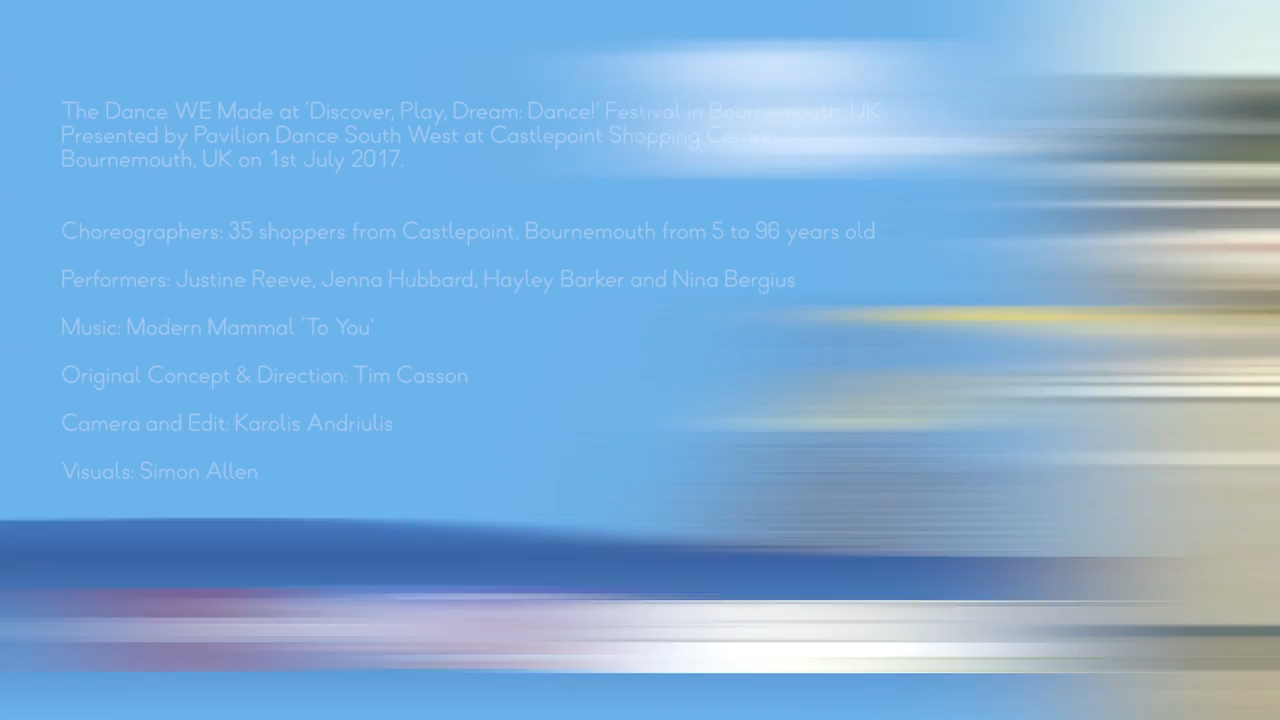 The Dance WE Made at 'Discover, Play, Dream: Dance!' Festival in Bournemouth, UK
Presented by Pavilion Dance South West at Castlepoint Shopping
Bournemouth, UK on 1st July 2017.
Choreographers: 35 shoppers from Castlepoint, Bournemouth from 5 to 96 years old
Performers: Justine Reeve, Jenna Hubbard, Hayley Barker and Nina Bergius
Music: Modern Mammal 'To You'
Original Concept & Direction: Tim Casson
Camera and Edit: Karolis Andriulis
Visuals: Simon Allen